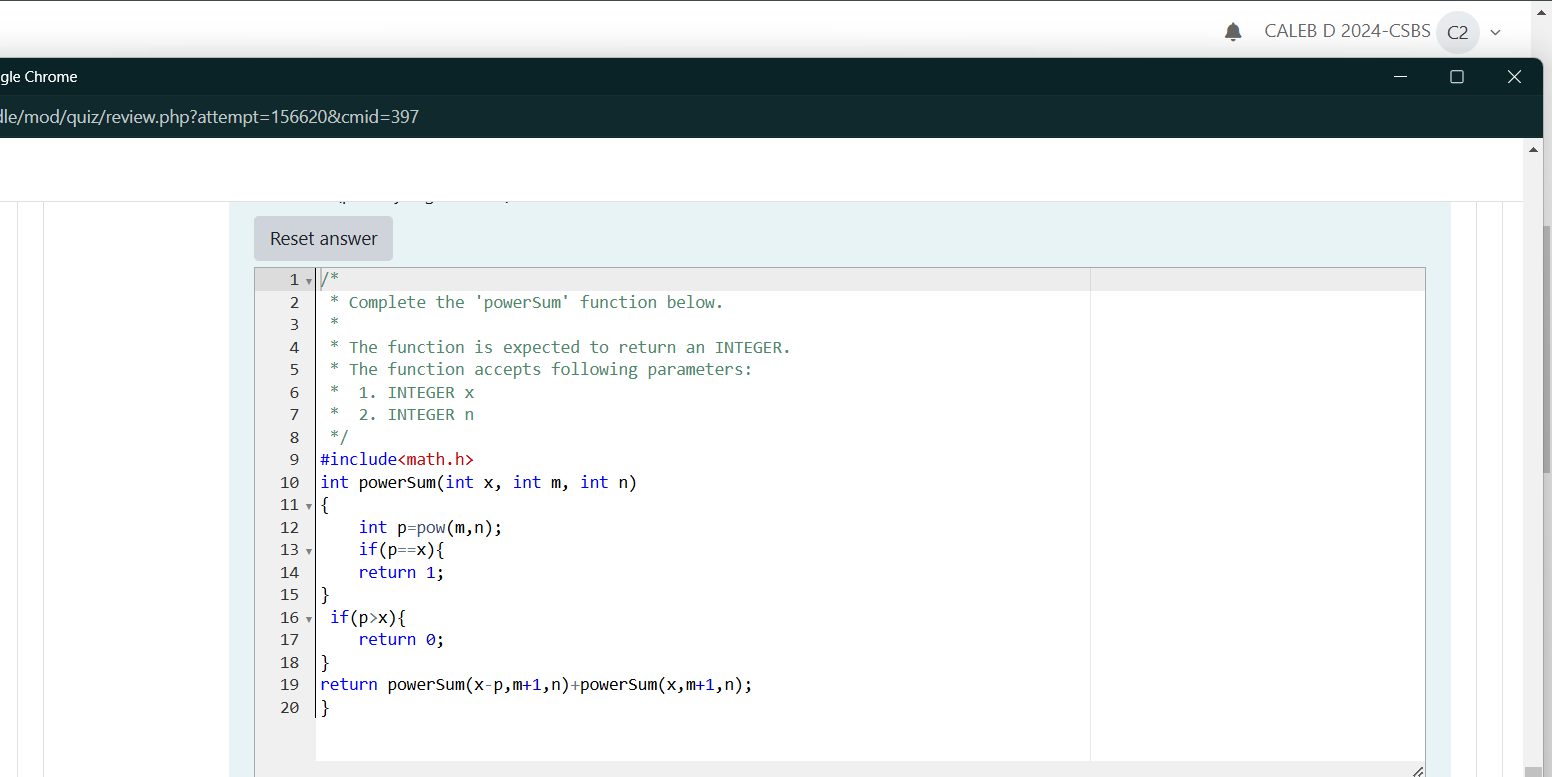 CALEB D 2024-CSBS C2
gle Chrome
dle/mod/quiz/review.php?attempt=156620&cmid=397
Reset answer
1 /*
2  * Complete the 'powerSum' function below.
3  *
4  * The function is expected to return an INTEGER.
5  * The function accepts following parameters:
6  *  1. INTEGER x
7  *  2. INTEGER n
8  */
9 #include<math.h>
10 int powerSum(int x, int m, int n)
11 {
12     int p=pow(m,n);
13     if(p==x){
14     return 1;
15 }
16  if(p>x){
17     return 0;
18 }
19 return powerSum(x-p,m+1,n)+powerSum(x,m+1,n);
20 }